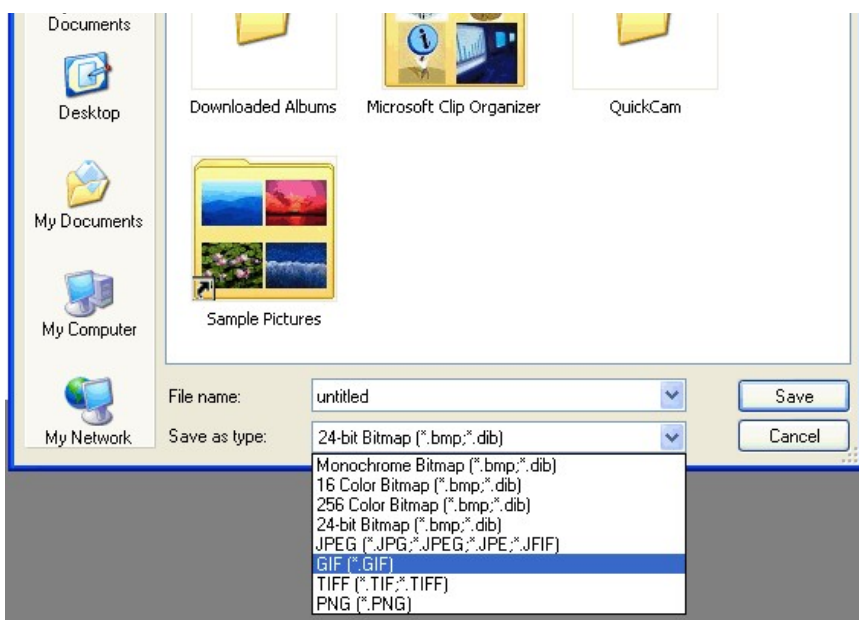 Documents
Desktop
My Documents
My Computer
My Network
Downloaded Albums
Microsoft Clip Organizer
QuickCam
Sample Pictures
File name:
untitled
Save
Save as type:
24-bit Bitmap (*.bmp;*.dib)
Cancel
Monochrome Bitmap (*.bmp;*.dib)
16 Color Bitmap (*.bmp;*.dib)
256 Color Bitmap (*.bmp;*.dib)
24-bit Bitmap (*.bmp;*.dib)
JPEG (*.JPG;*.JPEG;*.JPE;*.JFIF)
GIF (*.GIF)
TIFF (*.TIF;*.TIFF)
PNG (*.PNG)